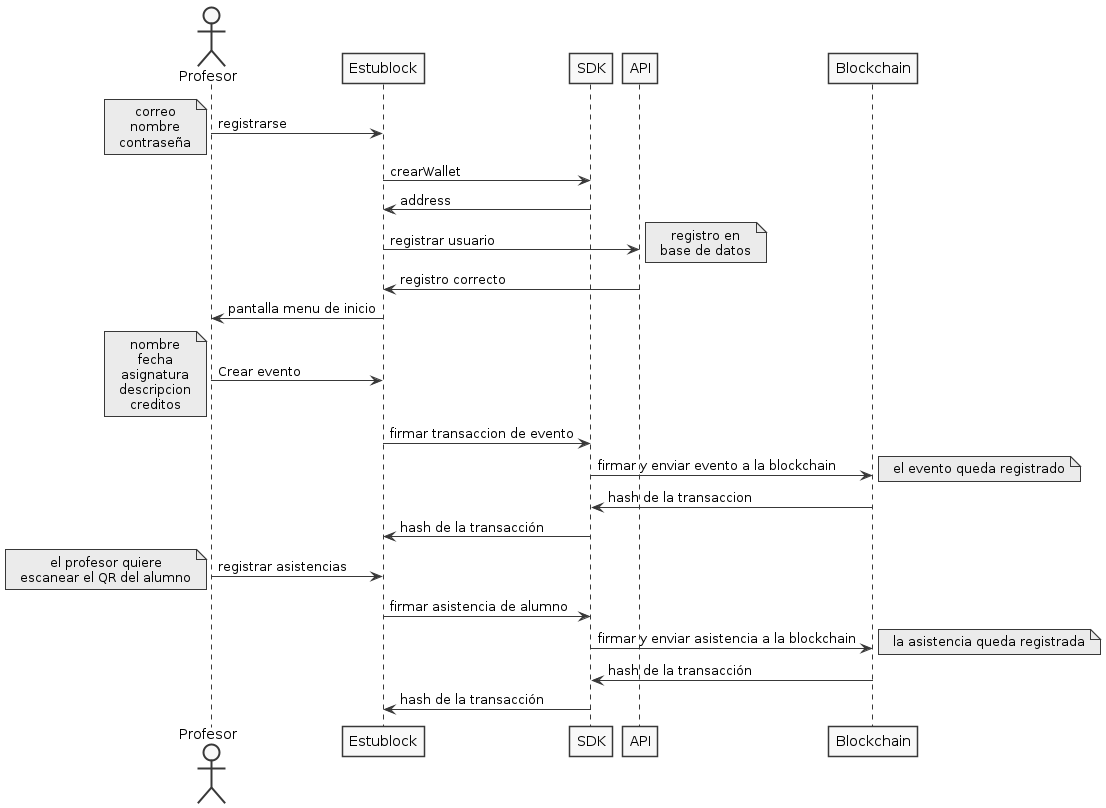 Profesor
Estublock
SDK
API
Blockchain
correo
nombre
contraseña
registrarse
crearWallet
address
registrar usuario
registro en
base de datos
registro correcto
pantalla menu de inicio
nombre
fecha
asignatura
descripcion
creditos
Crear evento
firmar transaccion de evento
firmar y enviar evento a la blockchain
el evento queda registrado
hash de la transaccion
hash de la transacción
el profesor quiere
escanear el QR del alumno
registrar asistencias
firmar asistencia de alumno
firmar y enviar asistencia a la blockchain
la asistencia queda registrada
hash de la transacción
hash de la transacción
Profesor
Estublock
SDK
API
Blockchain